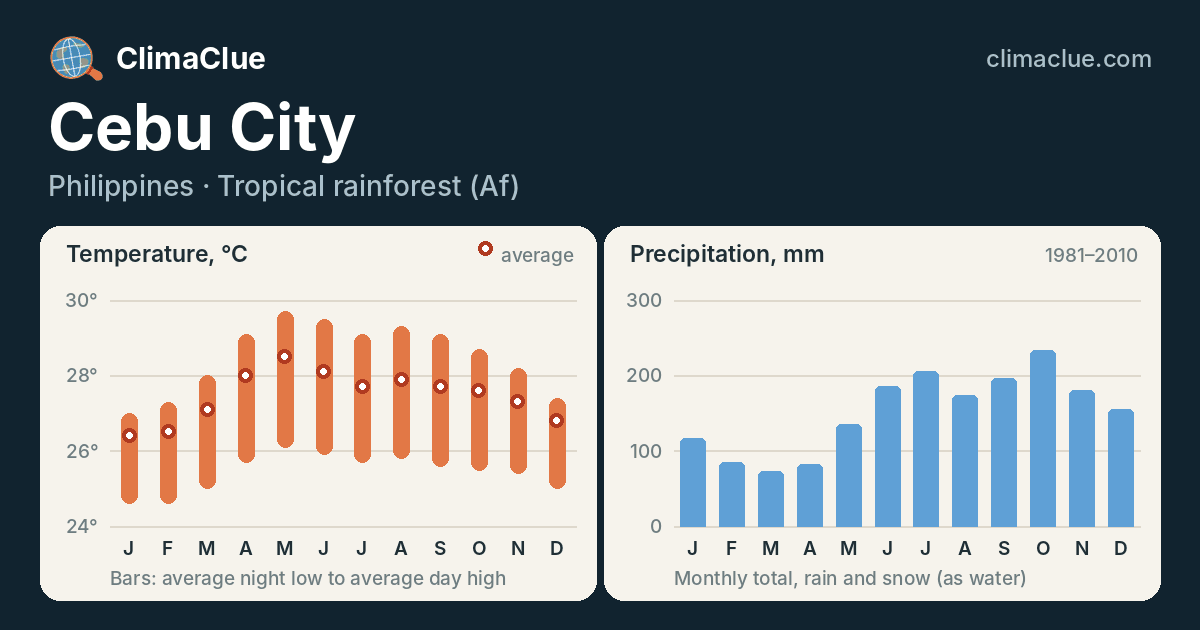 ClimaClue
climaclue.com
Cebu City
Philippines · Tropical rainforest (Af)
Temperature, °C
average
30°
28°
26°
24°
J F M A M J J A S O N D
Bars: average night low to average day high
Precipitation, mm
1981–2010
300
200
100
0
J F M A M J J A S O N D
Monthly total, rain and snow (as water)